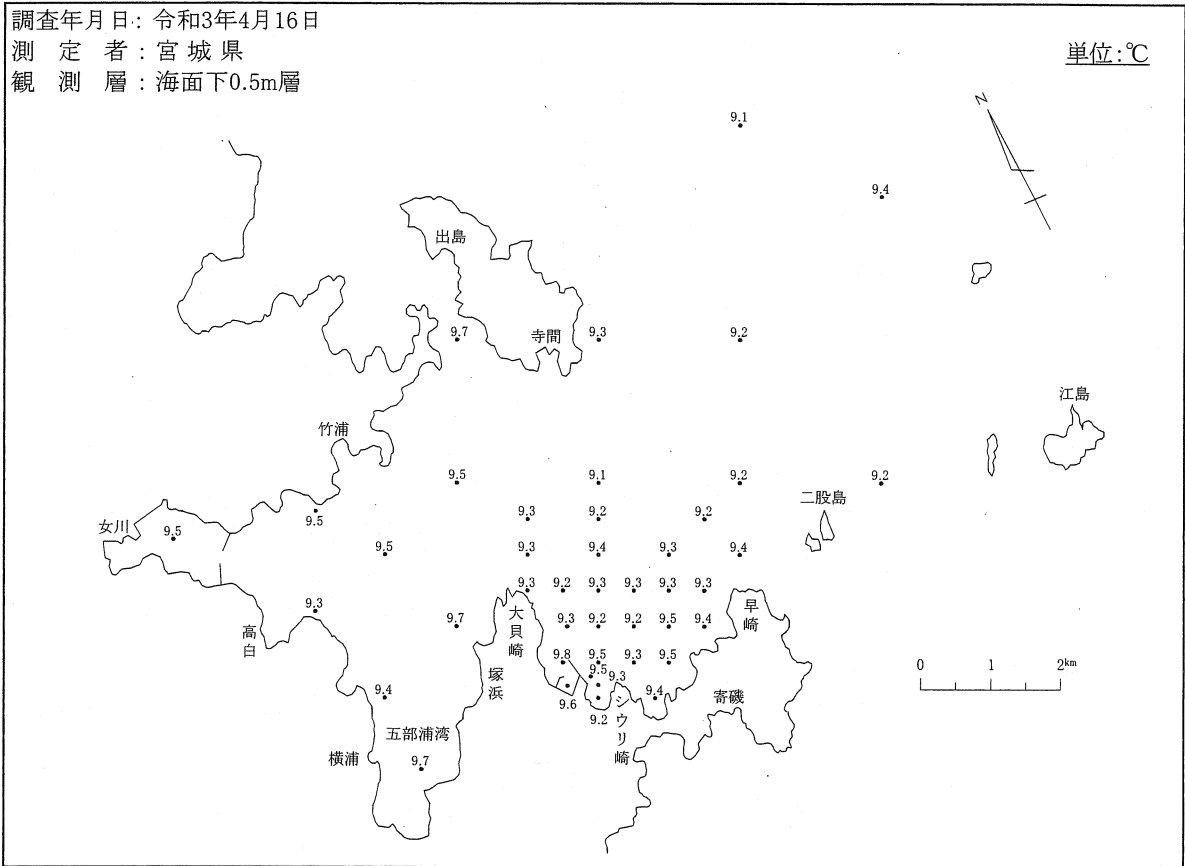 調査年月日：令和3年4月16日
測定者：宮城県
観測層：海面下0.5m層
単位:℃
N
9.1
9.4
出島
9.7
寺間
9.3
9.2
江島
竹浦
9.5
9.1
9.2
9.2
二股島
女川
9.5
9.5
9.3
9.2
9.2
9.5
9.3
9.4
9.3
9.4
9.3
9.2
9.3
9.3
9.3
9.3
9.3
高白
9.7
大貝崎
9.3
9.2
9.2
9.5
9.4
早崎
塚浜
9.8
9.5
9.3
9.5
9.5
9.3
0 1 2km
9.4
9.6
9.2
シウリ崎
9.4
寄磯
五部浦湾
横浦
9.7